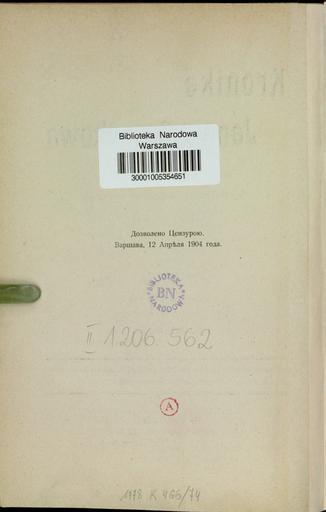 Biblioteka Narodowa
Warszawa
30001005354651
Дозволено Цензурою.
Варшава, 12 Апрѣля 1904 года.
BIBLIOTEKA
BN
NARODOWA
II 1.206.562
A
1978 K 466/74